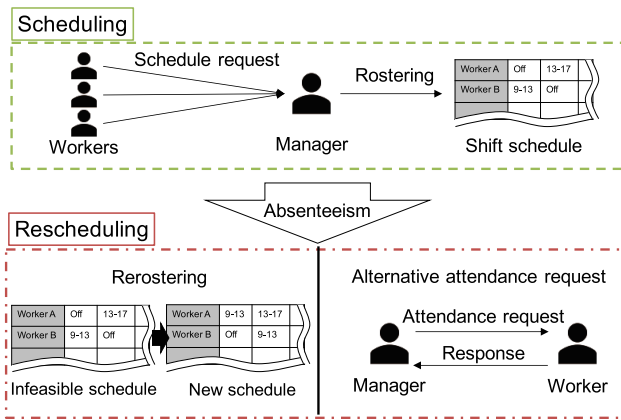 Scheduling
Schedule request
Workers
Manager
Rostering
Worker A Off 13-17
Worker B 9-13 Off
Shift schedule
Absenteeism
Rescheduling
Rerostering
Worker A Off 13-17
Worker B 9-13 Off
Infeasible schedule
Worker A 9-13 13-17
Worker B Off 9-13
New schedule
Alternative attendance request
Attendance request
Response
Manager
Worker